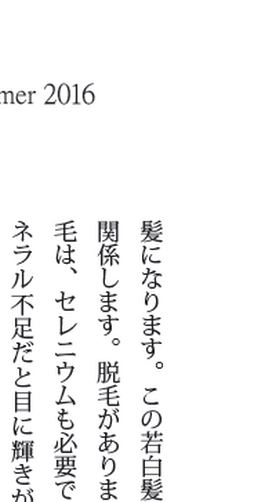 mer 2016
髪になります。この若白髪
関係します。脱毛がありま
毛は、セレニウムも必要で
ネラル不足だと目に輝きが